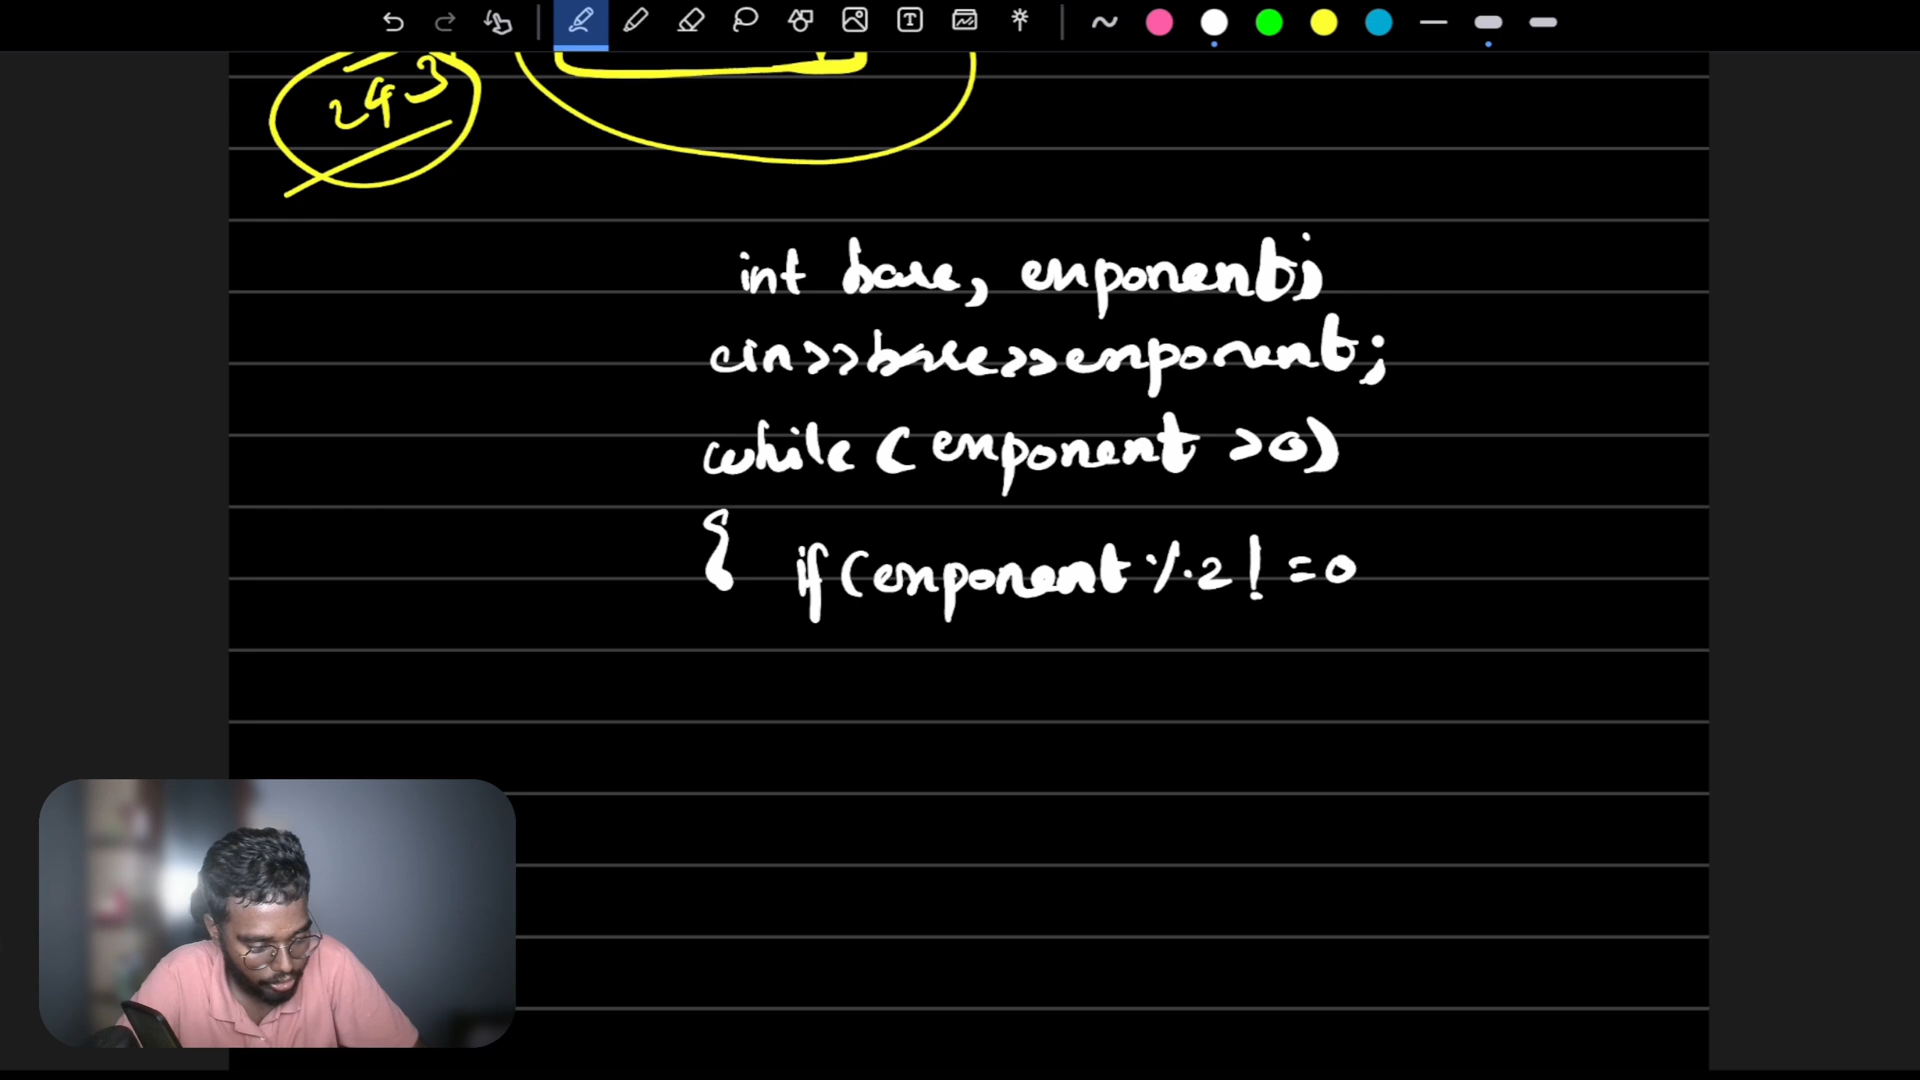 243
int base, exponent;
cin>>base>>exponent;
while (exponent >0)
{ if (exponent %2 != 0